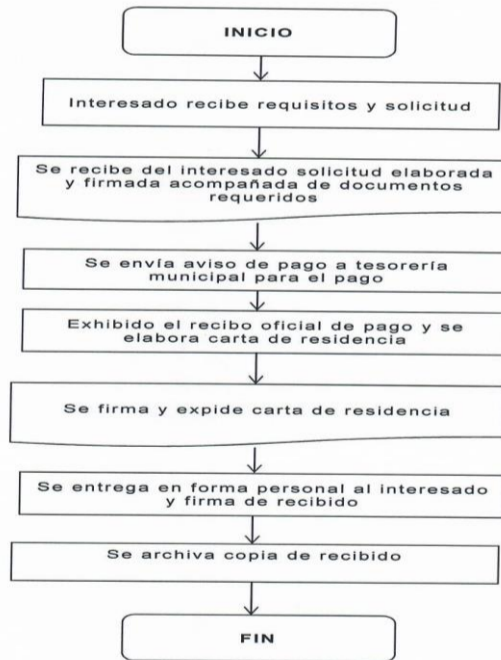 INICIO
Interesado recibe requisitos y solicitud
Se recibe del interesado solicitud elaborada
y firmada acompañada de documentos
requeridos
Se envía aviso de pago a tesorería
municipal para el pago
Exhibido el recibo oficial de pago y se
elabora carta de residencia
Se firma y expide carta de residencia
Se entrega en forma personal al interesado
y firma de recibido
Se archiva copia de recibido
FIN